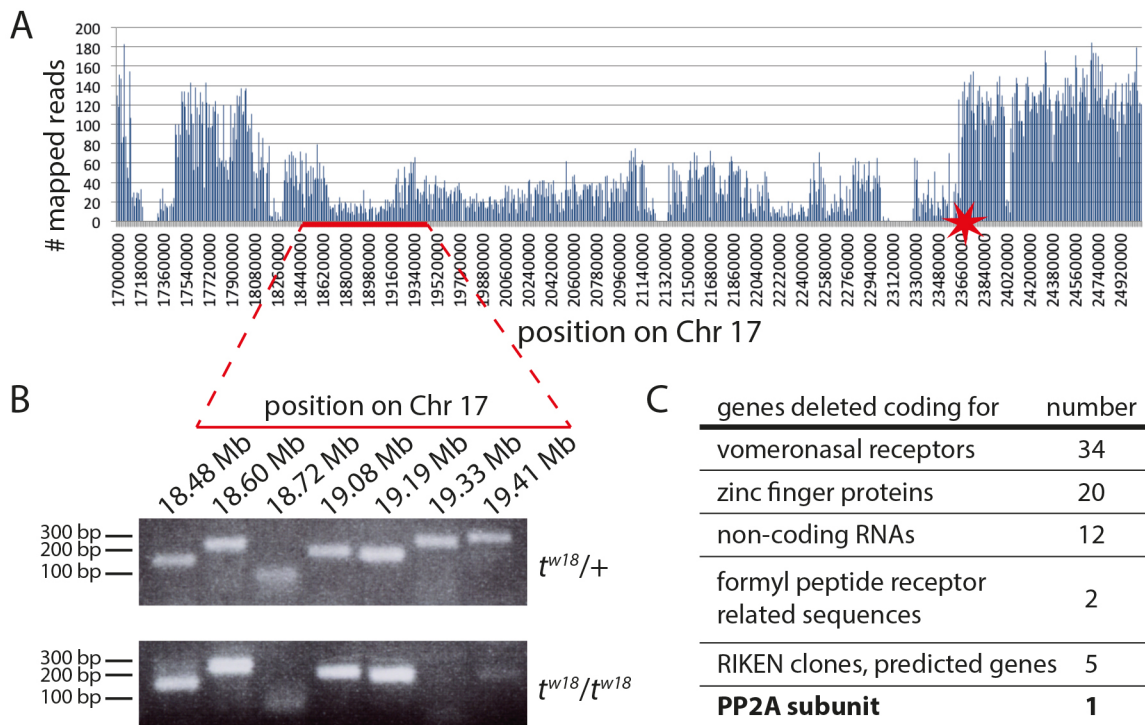 A
# mapped reads
200
180
160
140
120
100
80
60
40
20
0
17000000
17180000
17360000
17540000
17720000
17900000
18080000
18260000
18440000
18620000
18800000
18980000
19160000
19340000
19520000
19700000
19880000
20060000
20240000
20420000
20600000
20780000
20960000
21140000
21320000
21500000
21680000
21860000
22040000
22220000
22400000
22580000
22760000
22940000
23120000
23300000
23480000
23660000
23840000
24020000
24200000
24380000
24560000
24740000
24920000
position on Chr 17
B
position on Chr 17
18.48 Mb
18.60 Mb
18.72 Mb
19.08 Mb
19.19 Mb
19.33 Mb
19.41 Mb
300 bp
200 bp
100 bp
t^w18/+
300 bp
200 bp
100 bp
t^w18/t^w18
C
genes deleted coding for number
vomeronasal receptors 34
zinc finger proteins 20
non-coding RNAs 12
formyl peptide receptor
related sequences 2
RIKEN clones, predicted genes 5
PP2A subunit 1